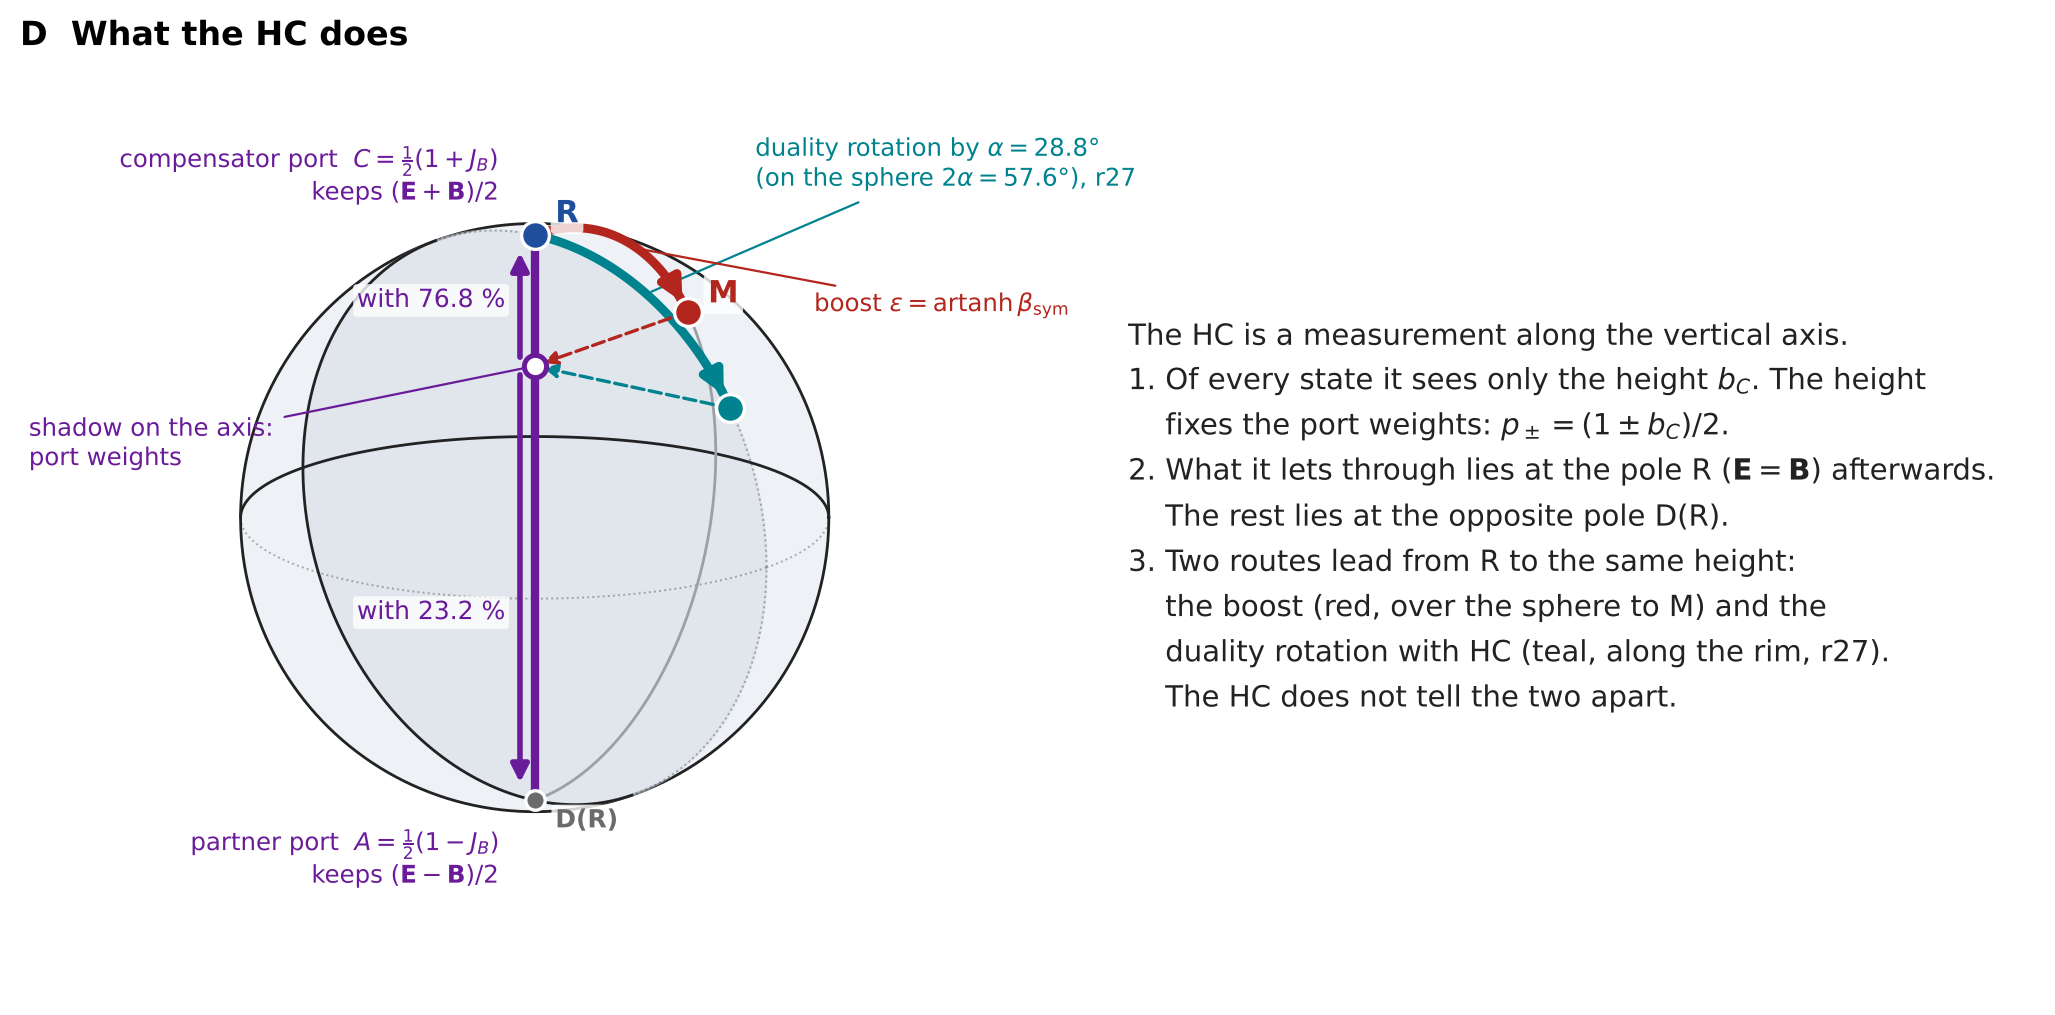 D What the HC does
compensator port C = ½(1 + J_B)
keeps (E + B)/2
duality rotation by α = 28.8°
(on the sphere 2α = 57.6°), r27
R
with 76.8 %
M
boost ε = artanh β_sym
shadow on the axis:
port weights
with 23.2 %
D(R)
partner port A = ½(1 − J_B)
keeps (E − B)/2
The HC is a measurement along the vertical axis.
1. Of every state it sees only the height b_C. The height
fixes the port weights: p_± = (1 ± b_C)/2.
2. What it lets through lies at the pole R (E = B) afterwards.
The rest lies at the opposite pole D(R).
3. Two routes lead from R to the same height:
the boost (red, over the sphere to M) and the
duality rotation with HC (teal, along the rim, r27).
The HC does not tell the two apart.